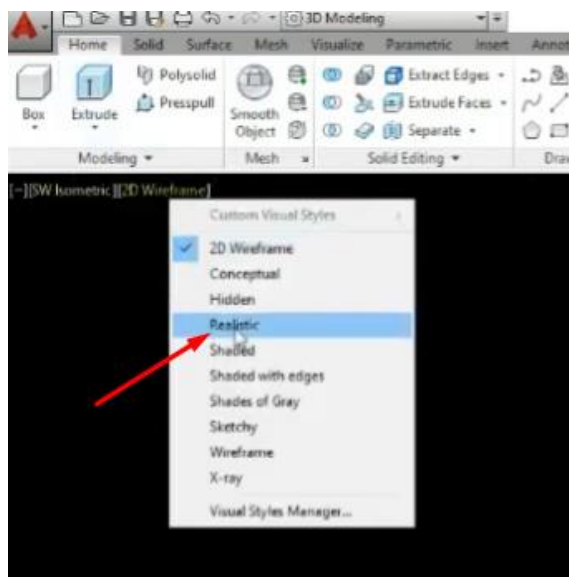 3D Modeling
Home Solid Surface Mesh Visualize Parametric Insert Annot
Polysolid Extract Edges
Presspull Extrude Faces
Box Extrude Smooth Object Separate
Modeling Mesh Solid Editing Draw
[-][SW Isometric][2D Wireframe]
Custom Visual Styles
2D Wireframe
Conceptual
Hidden
Realistic
Shaded
Shaded with edges
Shades of Gray
Sketchy
Wireframe
X-ray
Visual Styles Manager...